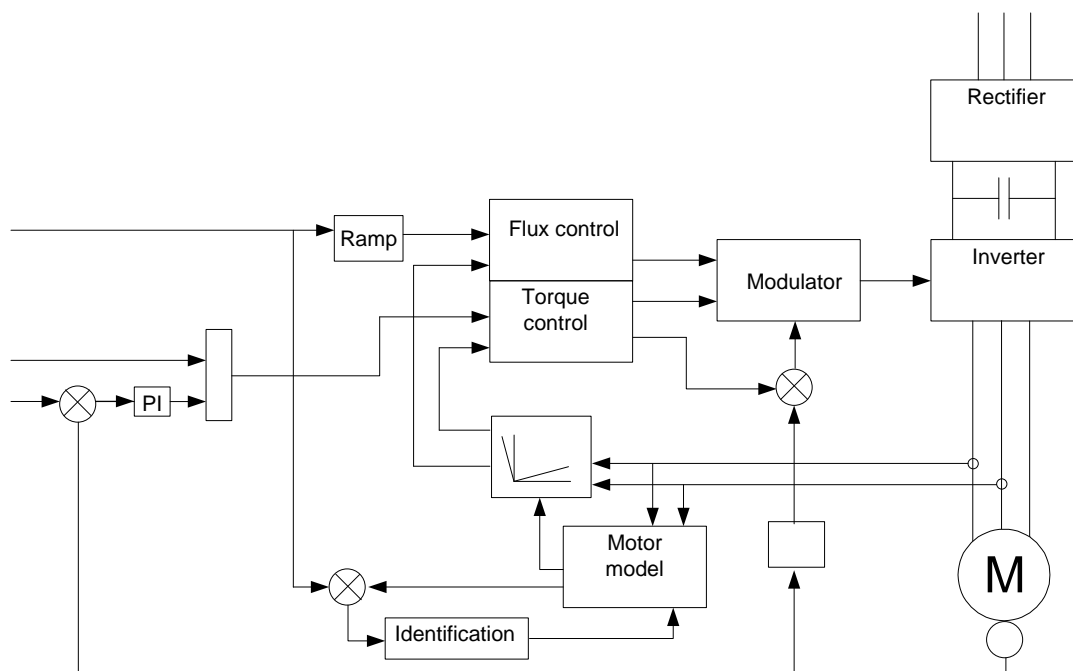 Rectifier
Ramp
Flux control
Inverter
Modulator
Torque
control
PI
Motor
model
M
Identification